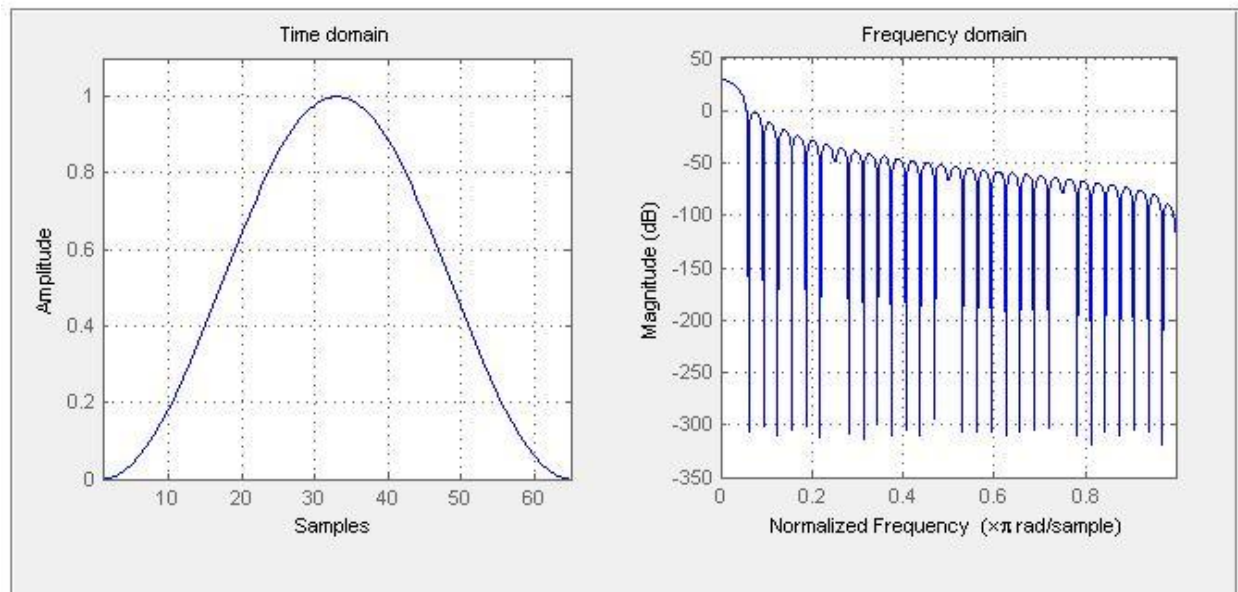 Time domain
1
0.8
0.6
0.4
0.2
0
10 20 30 40 50 60
Amplitude
Samples
Frequency domain
50
0
-50
-100
-150
-200
-250
-300
-350
0 0.2 0.4 0.6 0.8
Magnitude (dB)
Normalized Frequency (×π rad/sample)